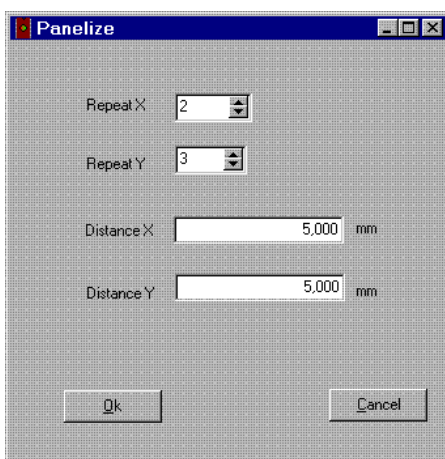 Panelize
Repeat X 2
Repeat Y 3
Distance X 5,000 mm
Distance Y 5,000 mm
Ok Cancel